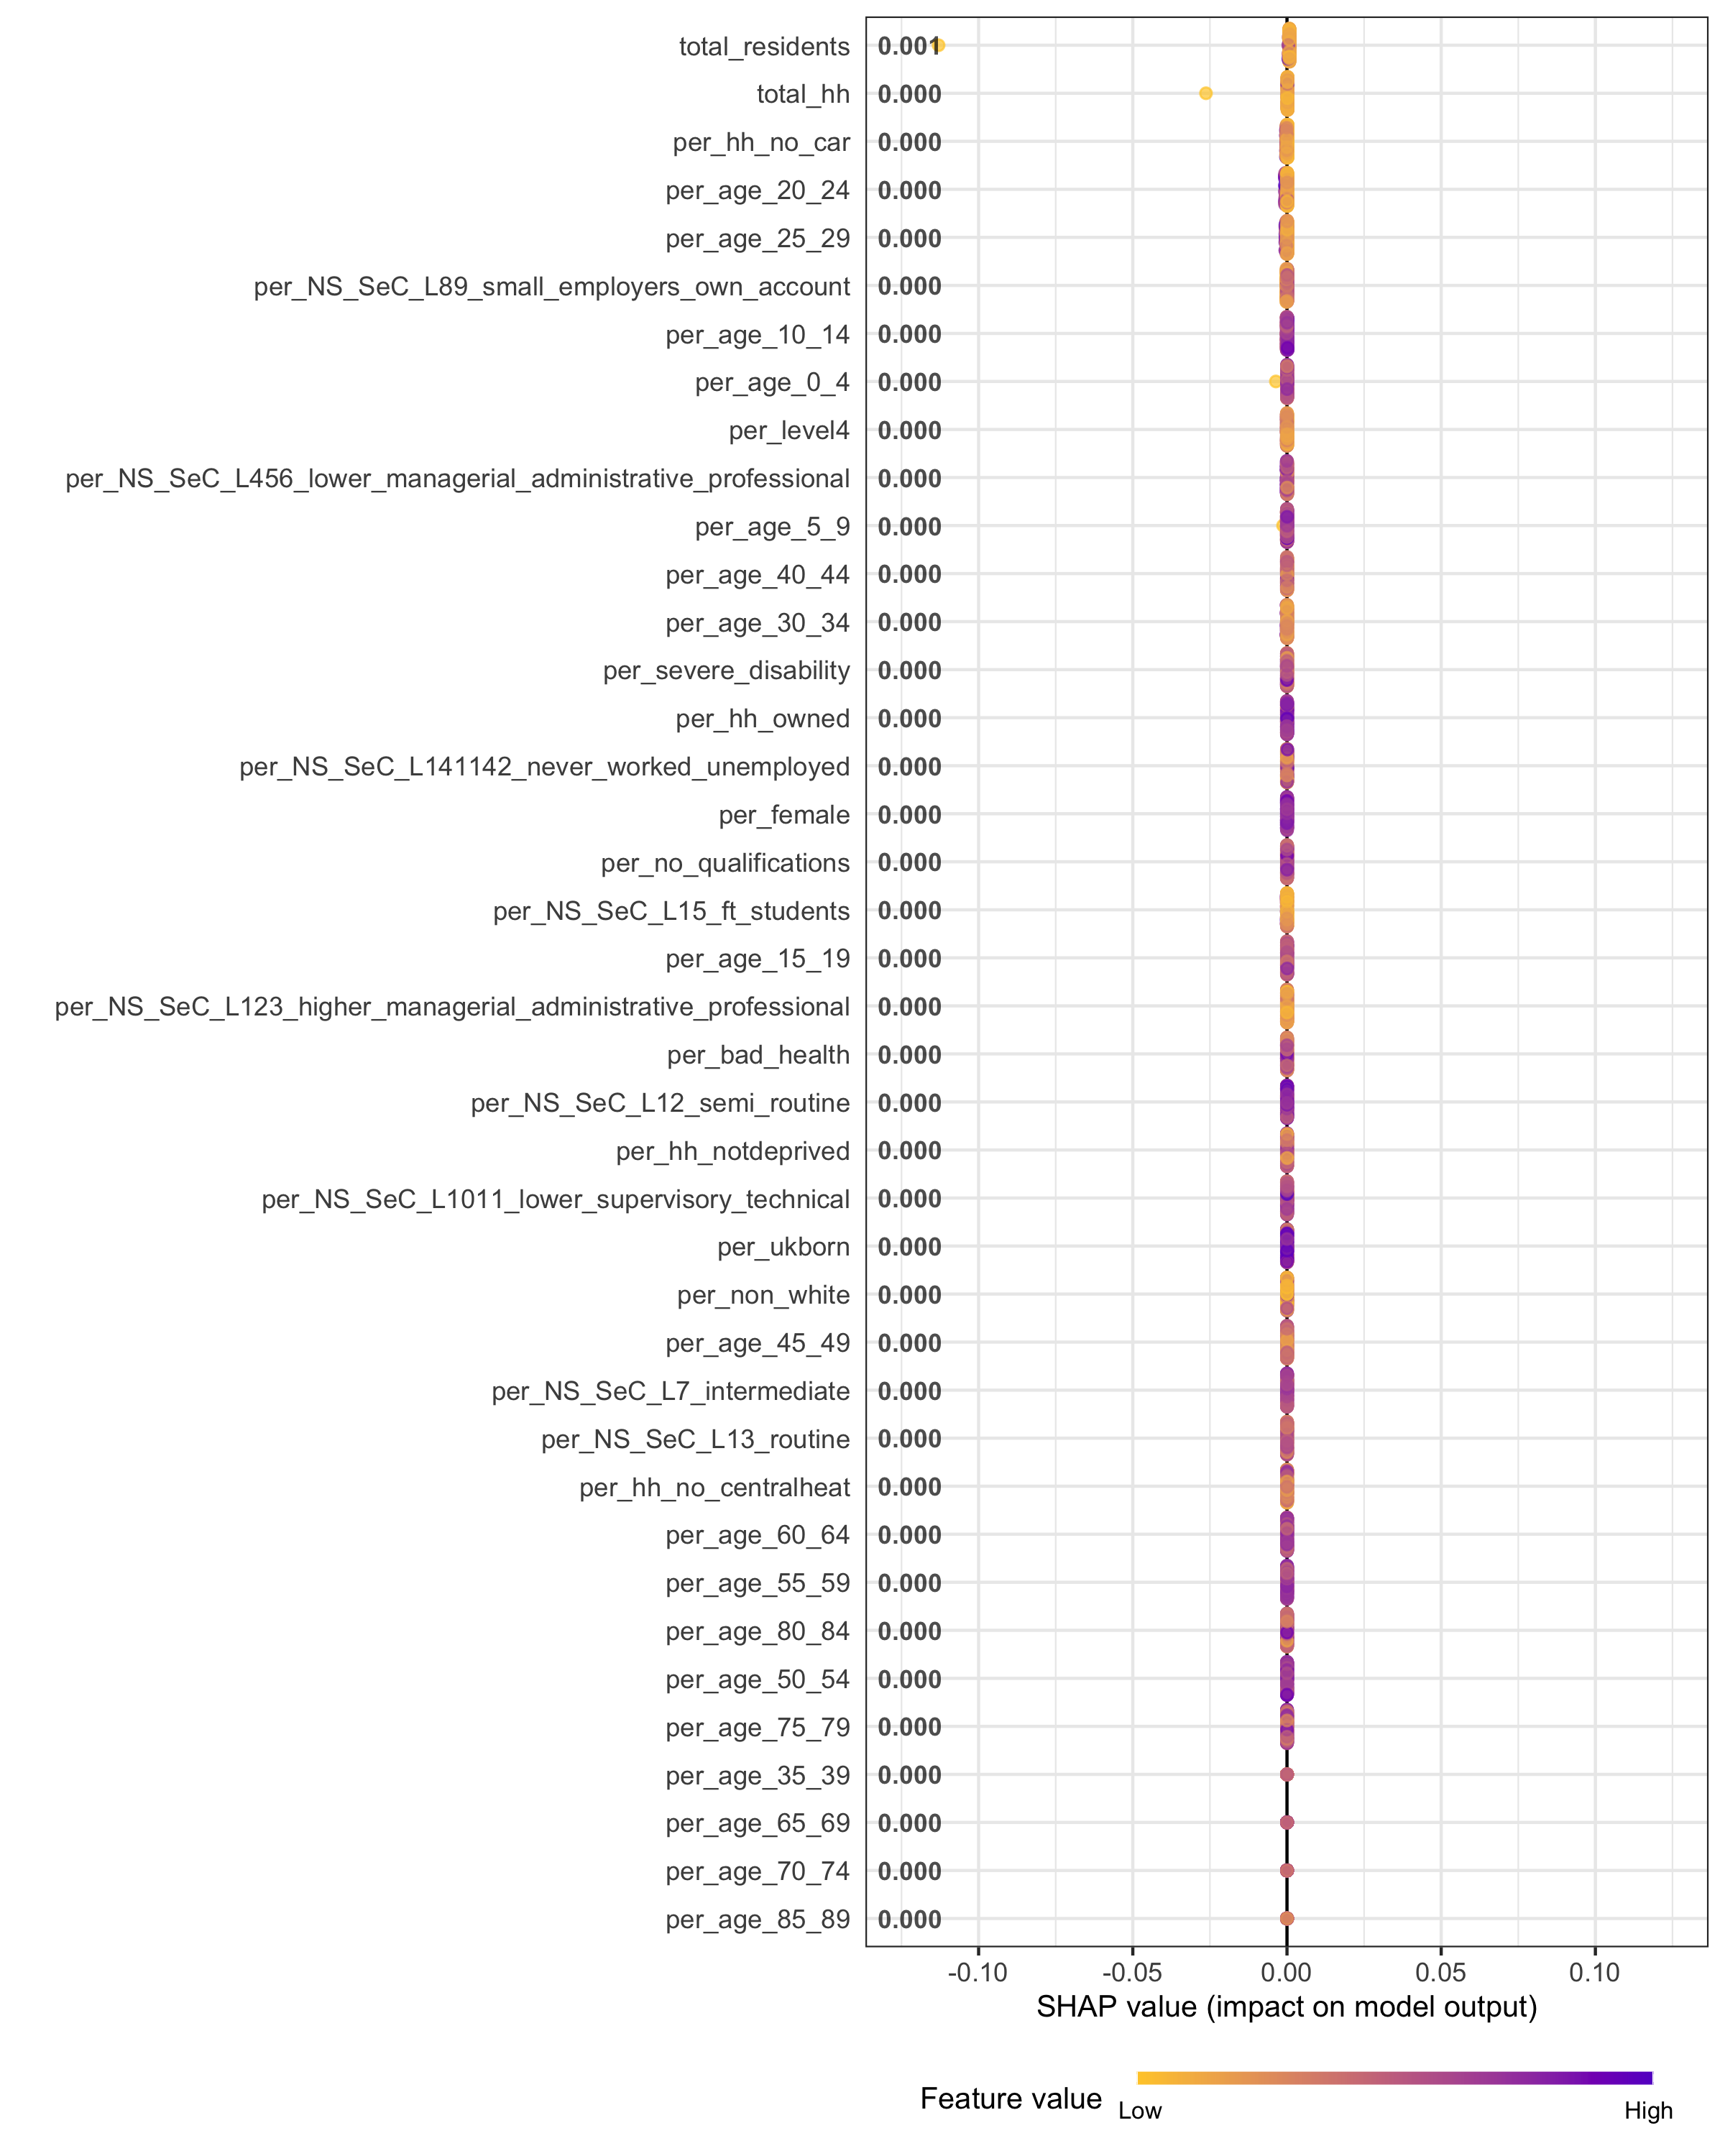 total_residents 0.001
total_hh 0.000
per_hh_no_car 0.000
per_age_20_24 0.000
per_age_25_29 0.000
per_NS_SeC_L89_small_employers_own_account 0.000
per_age_10_14 0.000
per_age_0_4 0.000
per_level4 0.000
per_NS_SeC_L456_lower_managerial_administrative_professional 0.000
per_age_5_9 0.000
per_age_40_44 0.000
per_age_30_34 0.000
per_severe_disability 0.000
per_hh_owned 0.000
per_NS_SeC_L141142_never_worked_unemployed 0.000
per_female 0.000
per_no_qualifications 0.000
per_NS_SeC_L15_ft_students 0.000
per_age_15_19 0.000
per_NS_SeC_L123_higher_managerial_administrative_professional 0.000
per_bad_health 0.000
per_NS_SeC_L12_semi_routine 0.000
per_hh_notdeprived 0.000
per_NS_SeC_L1011_lower_supervisory_technical 0.000
per_ukborn 0.000
per_non_white 0.000
per_age_45_49 0.000
per_NS_SeC_L7_intermediate 0.000
per_NS_SeC_L13_routine 0.000
per_hh_no_centralheat 0.000
per_age_60_64 0.000
per_age_55_59 0.000
per_age_80_84 0.000
per_age_50_54 0.000
per_age_75_79 0.000
per_age_35_39 0.000
per_age_65_69 0.000
per_age_70_74 0.000
per_age_85_89 0.000
-0.10 -0.05 0.00 0.05 0.10
SHAP value (impact on model output)
Feature value
Low High